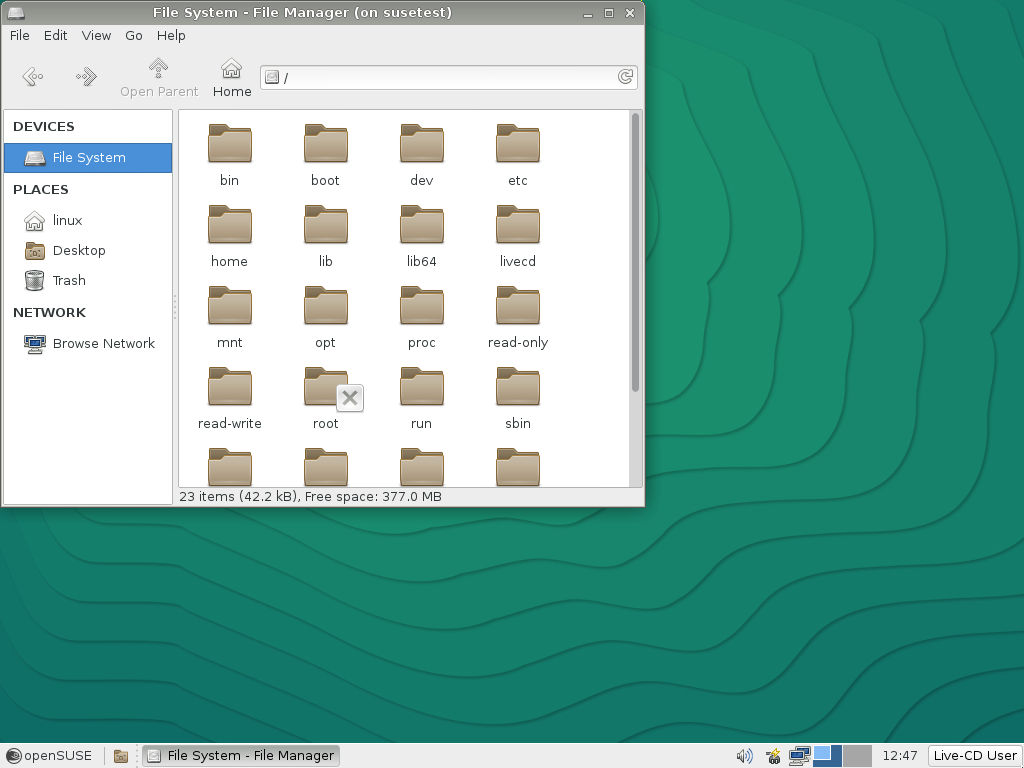 File System - File Manager (on susetest)
File Edit View Go Help
Open Parent Home /
DEVICES
File System
PLACES
linux
Desktop
Trash
NETWORK
Browse Network
bin boot dev etc
home lib lib64 livecd
mnt opt proc read-only
read-write root run sbin
23 items (42.2 kB), Free space: 377.0 MB
openSUSE File System - File Manager 12:47 Live-CD User